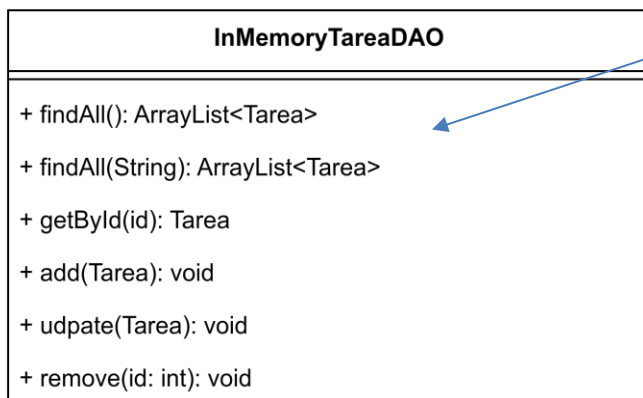 InMemoryTareaDAO
+ findAll(): ArrayList<Tarea>
+ findAll(String): ArrayList<Tarea>
+ getById(id): Tarea
+ add(Tarea): void
+ udpate(Tarea): void
+ remove(id: int): void